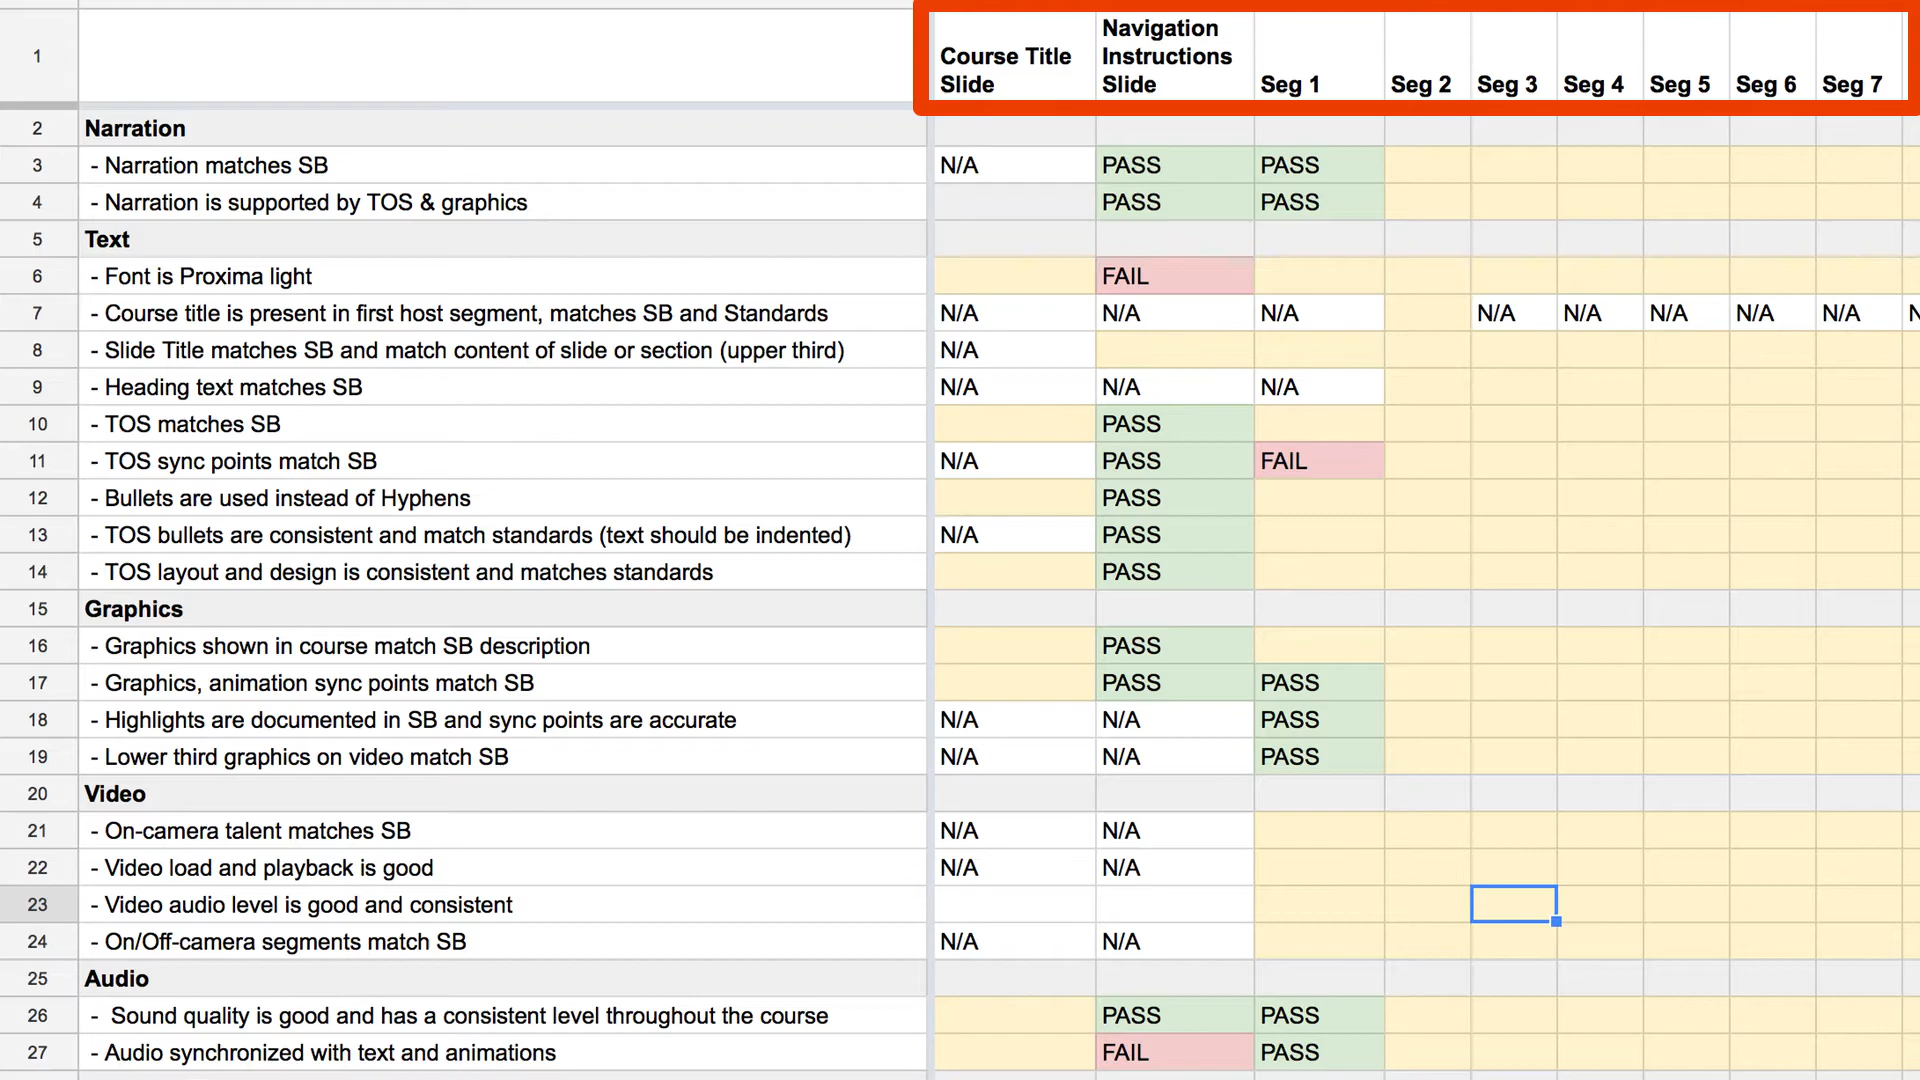 1 Course Title Slide Navigation Instructions Slide Seg 1 Seg 2 Seg 3 Seg 4 Seg 5 Seg 6 Seg 7
2 Narration
3 - Narration matches SB N/A PASS PASS
4 - Narration is supported by TOS & graphics PASS PASS
5 Text
6 - Font is Proxima light FAIL
7 - Course title is present in first host segment, matches SB and Standards N/A N/A N/A N/A N/A N/A N/A N/A
8 - Slide Title matches SB and match content of slide or section (upper third) N/A
9 - Heading text matches SB N/A N/A N/A
10 - TOS matches SB PASS
11 - TOS sync points match SB N/A PASS FAIL
12 - Bullets are used instead of Hyphens PASS
13 - TOS bullets are consistent and match standards (text should be indented) N/A PASS
14 - TOS layout and design is consistent and matches standards PASS
15 Graphics
16 - Graphics shown in course match SB description PASS
17 - Graphics, animation sync points match SB PASS PASS
18 - Highlights are documented in SB and sync points are accurate N/A N/A PASS
19 - Lower third graphics on video match SB N/A N/A PASS
20 Video
21 - On-camera talent matches SB N/A N/A
22 - Video load and playback is good N/A N/A
23 - Video audio level is good and consistent
24 - On/Off-camera segments match SB N/A N/A
25 Audio
26 - Sound quality is good and has a consistent level throughout the course PASS PASS
27 - Audio synchronized with text and animations FAIL PASS